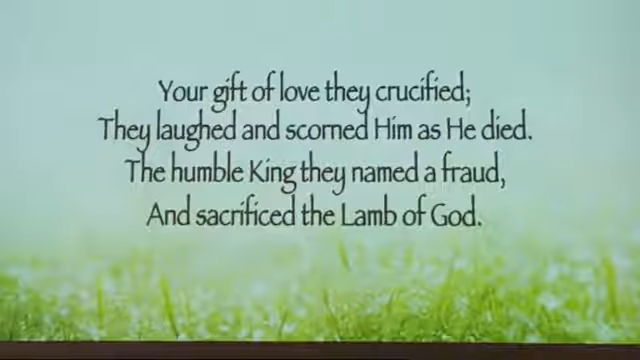 Your gift of love they crucified;
They laughed and scorned Him as He died.
The humble King they named a fraud,
And sacrificed the Lamb of God.